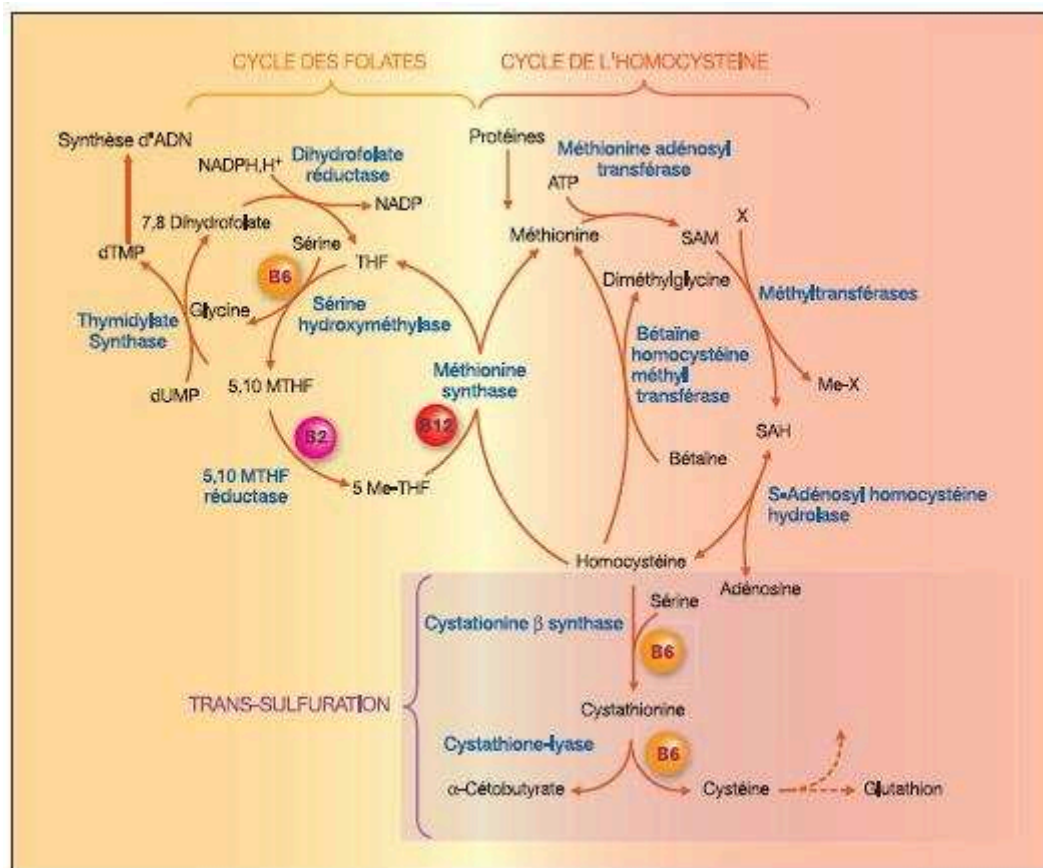 CYCLE DES FOLATES
CYCLE DE L'HOMOCYSTEINE
Synthèse d'ADN
NADPH,H+
Dihydrofolate
réductase
NADP
7,8 Dihydrofolate
dTMP
Sérine
THF
B6
Glycine
Sérine
hydroxyméthylase
Thymidylate
Synthase
dUMP
5,10 MTHF
B2
5,10 MTHF
réductase
5 Me-THF
B12
Méthionine
synthase
Protéines
Méthionine adénosyl
transférase
ATP
Méthionine
SAM
X
Diméthylglycine
Méthyltransférases
Bétaïne
homocystéine
méthyl
transférase
Me-X
SAH
Bétaïne
S-Adénosyl homocystéine
hydrolase
Homocystéine
Adénosine
Sérine
Cystationine β synthase
B6
TRANS-SULFURATION
Cystathionine
Cystathione-lyase
B6
α-Cétobutyrate
Cystéine
Glutathion